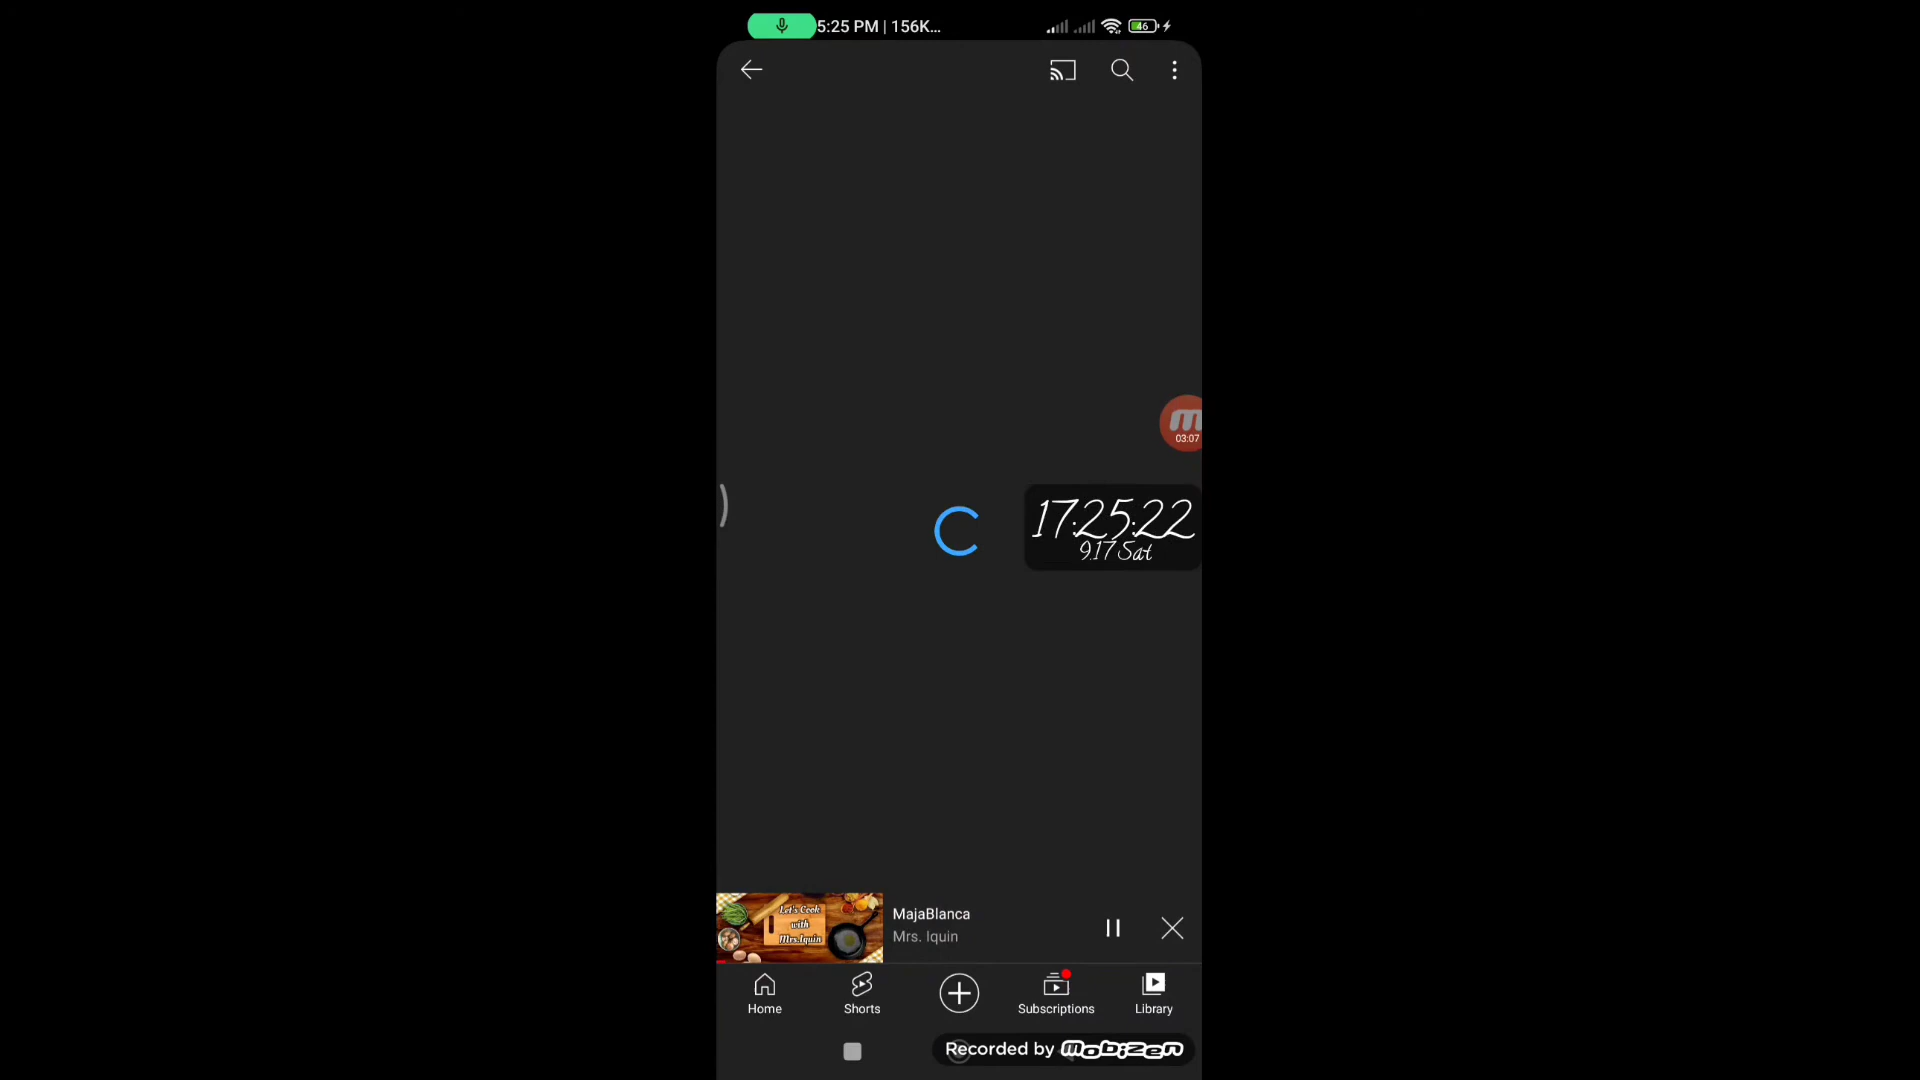 5:25 PM | 156K...
46
03:07
17:25:22
9.17 Sat
Let's Cook
with
Mrs.Iquin
MajaBlanca
Mrs. Iquin
Home
Shorts
Subscriptions
Library
Recorded by mobizen